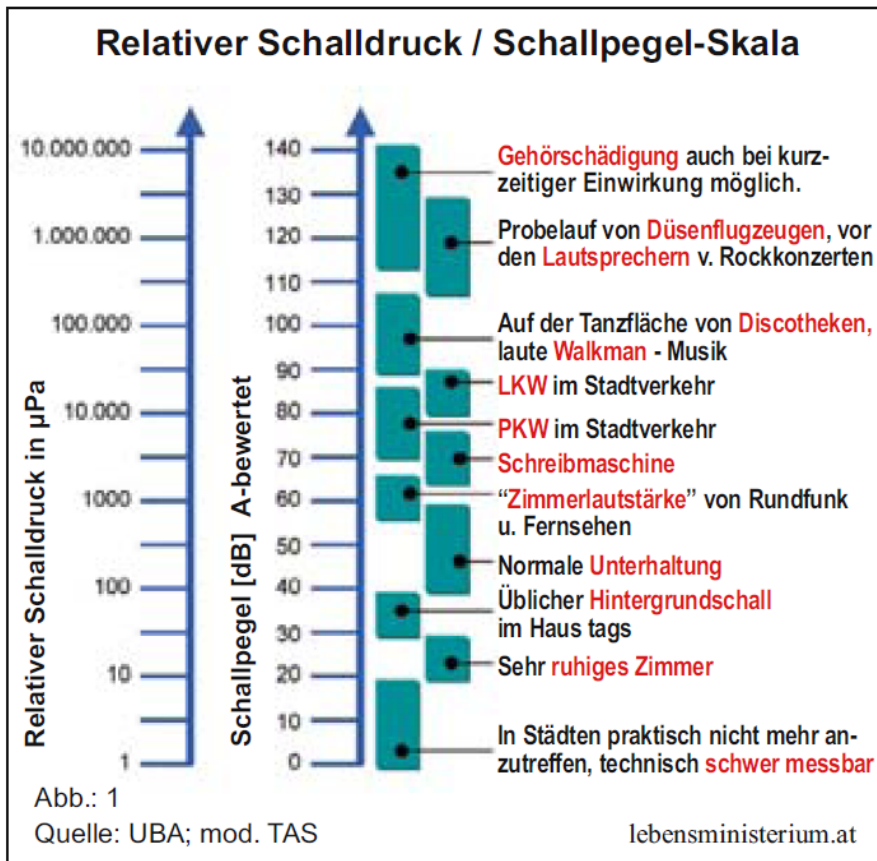 Relativer Schalldruck / Schallpegel-Skala
Relativer Schalldruck in µPa
10.000.000
1.000.000
100.000
10.000
1000
100
10
1
Schallpegel [dB] A-bewertet
140
130
120
110
100
90
80
70
60
50
40
30
20
10
0
Gehörschädigung auch bei kurz-
zeitiger Einwirkung möglich.
Probelauf von Düsenflugzeugen, vor
den Lautsprechern v. Rockkonzerten
Auf der Tanzfläche von Discotheken,
laute Walkman - Musik
LKW im Stadtverkehr
PKW im Stadtverkehr
Schreibmaschine
“Zimmerlautstärke” von Rundfunk
u. Fernsehen
Normale Unterhaltung
Üblicher Hintergrundschall
im Haus tags
Sehr ruhiges Zimmer
In Städten praktisch nicht mehr an-
zutreffen, technisch schwer messbar
Abb.: 1
Quelle: UBA; mod. TAS
lebensministerium.at